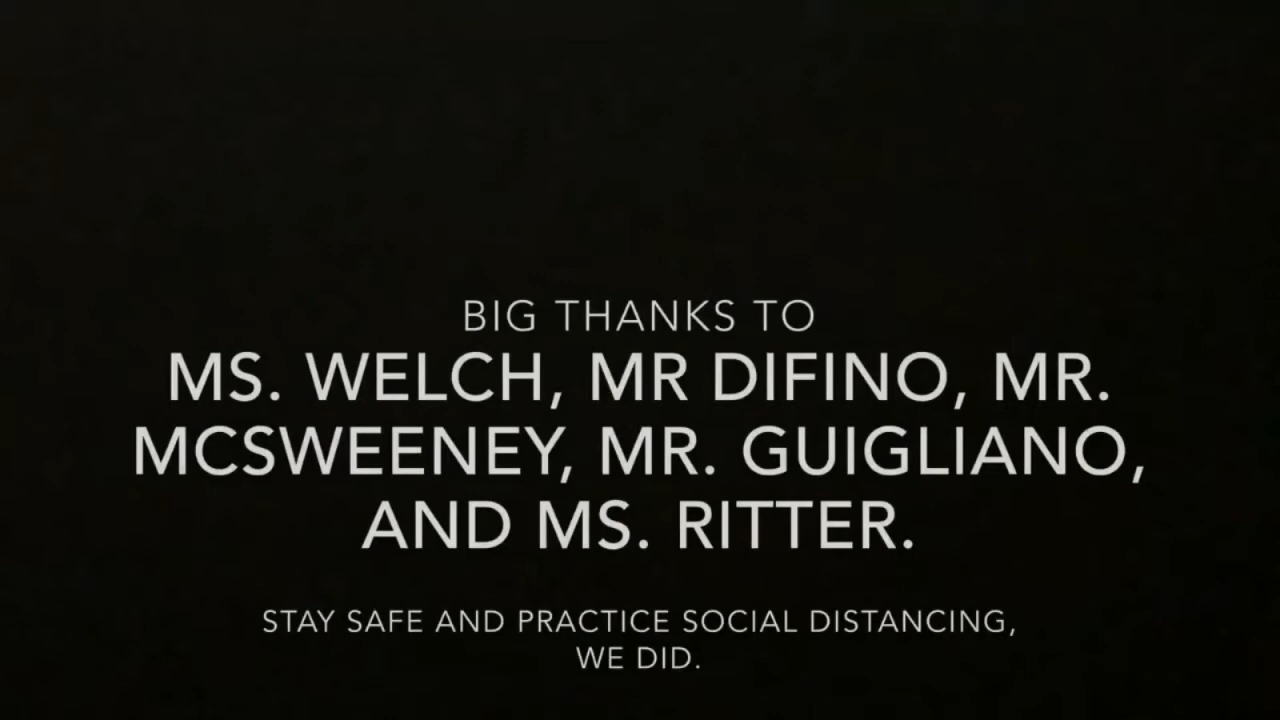 BIG THANKS TO
MS. WELCH, MR DIFINO, MR.
MCSWEENEY, MR. GUIGLIANO,
AND MS. RITTER.
STAY SAFE AND PRACTICE SOCIAL DISTANCING,
WE DID.